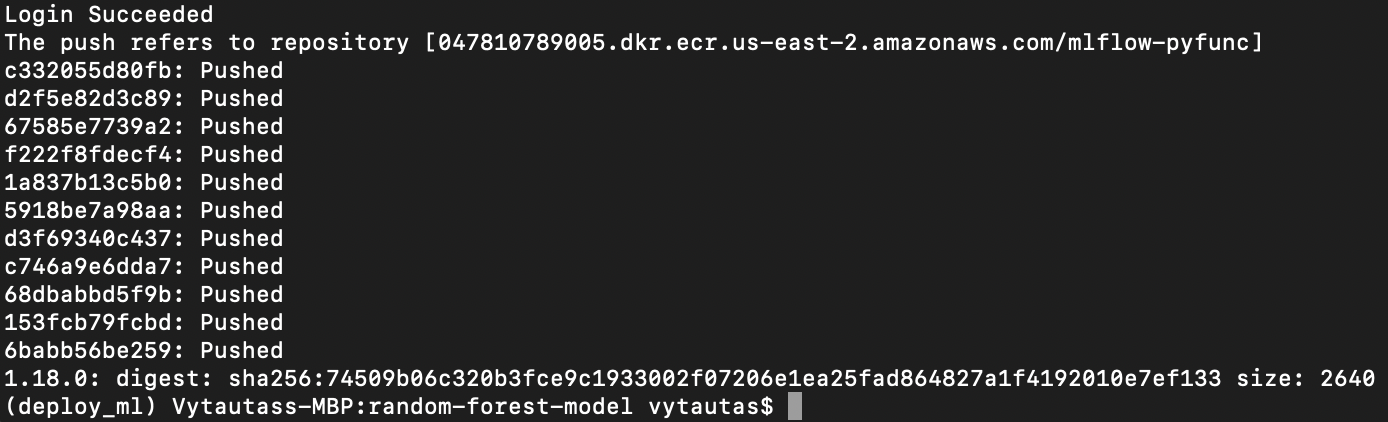 Login Succeeded
The push refers to repository [047810789005.dkr.ecr.us-east-2.amazonaws.com/mlflow-pyfunc]
c332055d80fb: Pushed
d2f5e82d3c89: Pushed
67585e7739a2: Pushed
f222f8fdecf4: Pushed
1a837b13c5b0: Pushed
5918be7a98aa: Pushed
d3f69340c437: Pushed
c746a9e6dda7: Pushed
68dbabbd5f9b: Pushed
153fcb79fcbd: Pushed
6babb56be259: Pushed
1.18.0: digest: sha256:74509b06c320b3fce9c1933002f07206e1ea25fad864827a1f4192010e7ef133 size: 2640
(deploy_ml) Vytautass-MBP:random-forest-model vytautas$